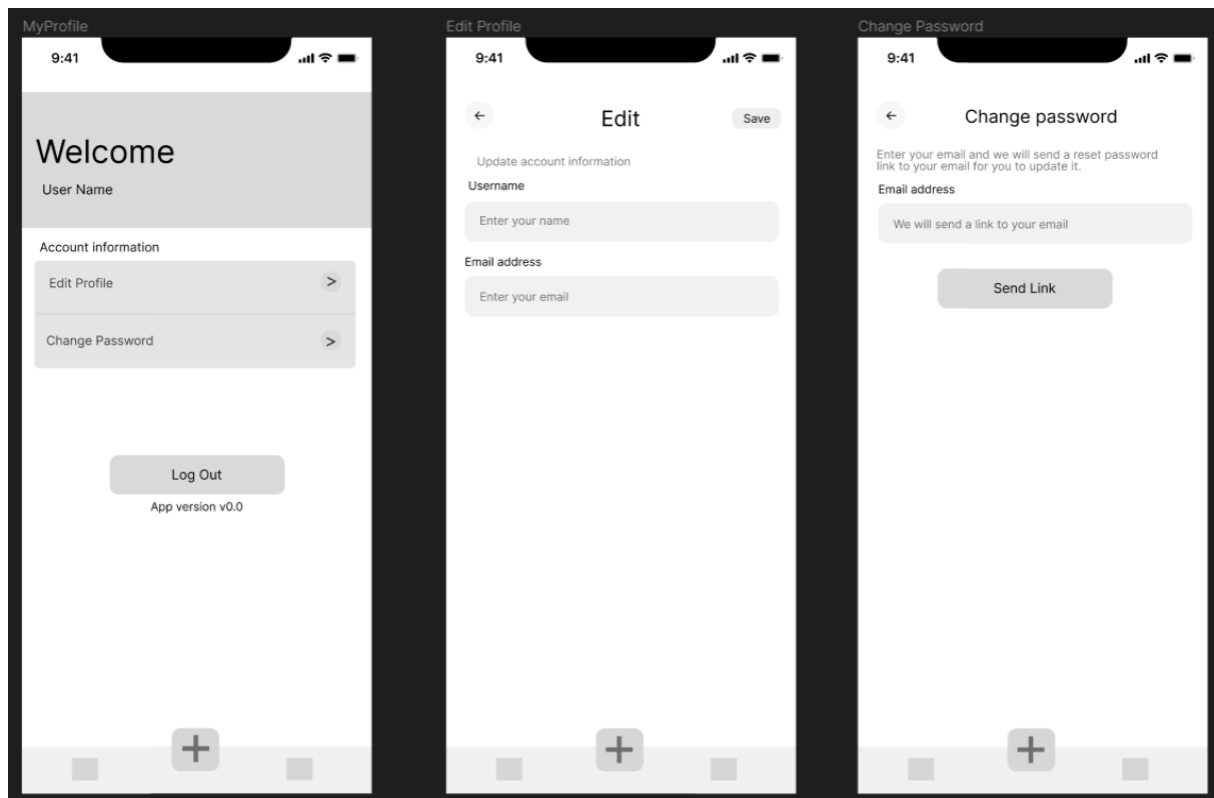 MyProfile
9:41
Welcome
User Name
Account information
Edit Profile
>
Change Password
>
Log Out
App version v0.0
Edit Profile
9:41
←
Edit
Save
Update account information
Username
Enter your name
Email address
Enter your email
Change Password
9:41
←
Change password
Enter your email and we will send a reset password
link to your email for you to update it.
Email address
We will send a link to your email
Send Link